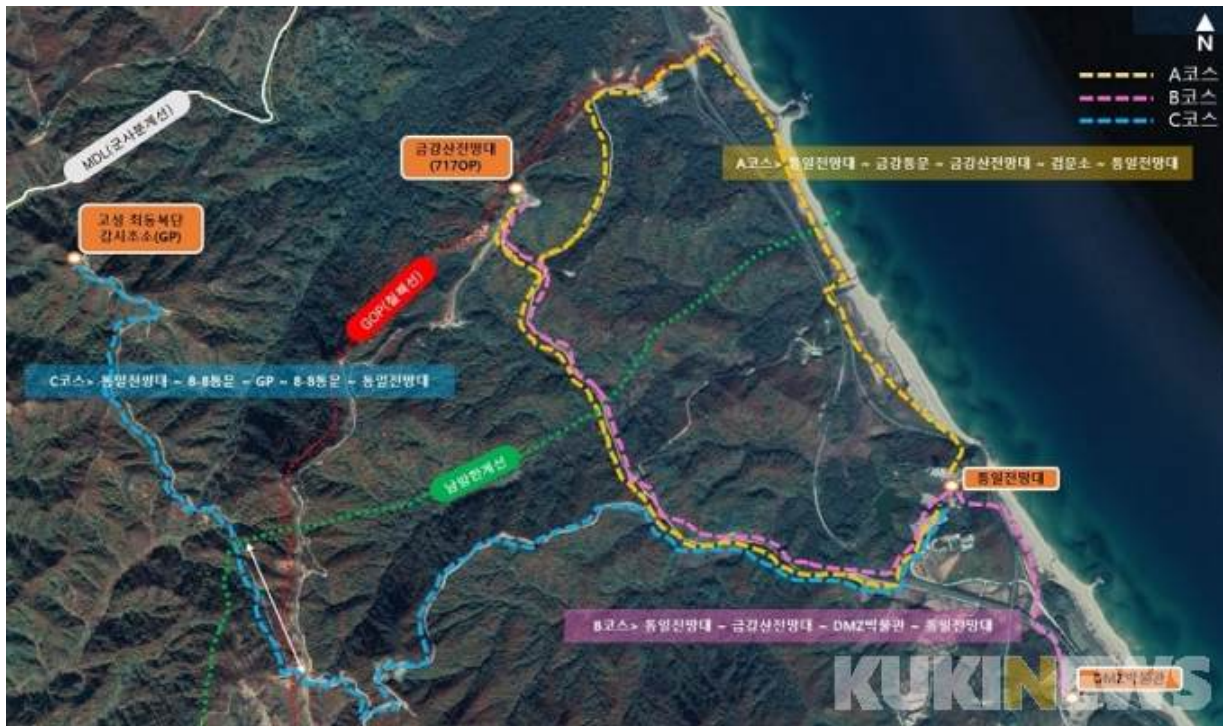 N
A코스
B코스
C코스
MDL(군사분계선)
금강산전망대
(717OP)
A코스> 통일전망대 ~ 금강통문 ~ 금강산전망대 ~ 검문소 ~ 통일전망대
고성 최동북단
감시초소(GP)
GOP(철책선)
C코스> 통일전망대 ~ 8-8통문 ~ GP ~ 8-8통문 ~ 통일전망대
남방한계선
통일전망대
B코스> 통일전망대 ~ 금강산전망대 ~ DMZ박물관 ~ 통일전망대
DMZ박물관
KUKINEWS